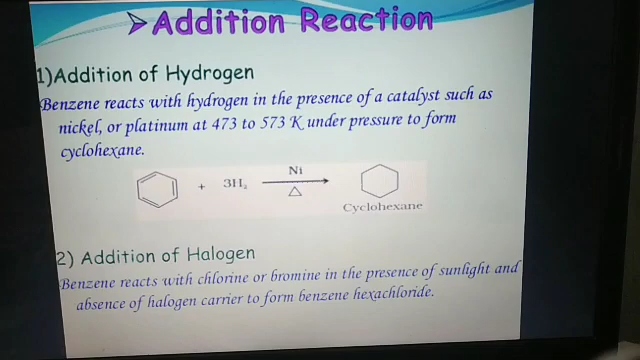 ➢Addition Reaction
1)Addition of Hydrogen
Benzene reacts with hydrogen in the presence of a catalyst such as
nickel, or platinum at 473 to 573 K under pressure to form
cyclohexane.
+ 3H₂ Ni △
Cyclohexane
2) Addition of Halogen
Benzene reacts with chlorine or bromine in the presence of sunlight and
absence of halogen carrier to form benzene hexachloride.